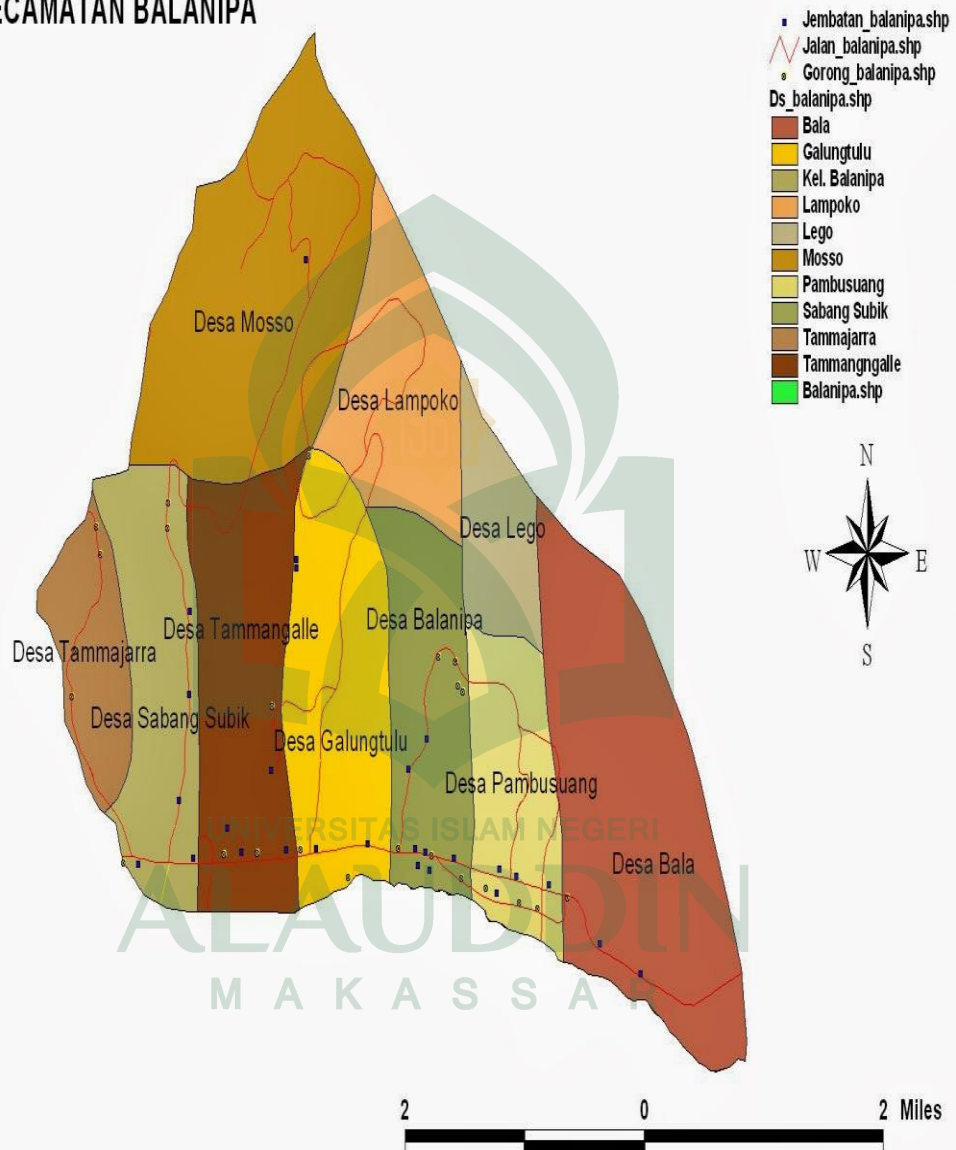 ECAMATAN BALANIPA
Jembatan_balanipa.shp
Jalan_balanipa.shp
Gorong_balanipa.shp
Ds_balanipa.shp
Bala
Galungtulu
Kel. Balanipa
Lampoko
Lego
Mosso
Pambusuang
Sabang Subik
Tammajarra
Tammangngalle
Balanipa.shp
Desa Mosso
Desa Lampoko
Desa Lego
Desa Balanipa
Desa Tammangalle
Desa Tammajarra
Desa Sabang Subik
Desa Galungtulu
Desa Pambusuang
Desa Bala
N
W E
S
UNIVERSITAS ISLAM NEGERI
ALAUDDIN
MAKASSAR
2 0 2 Miles